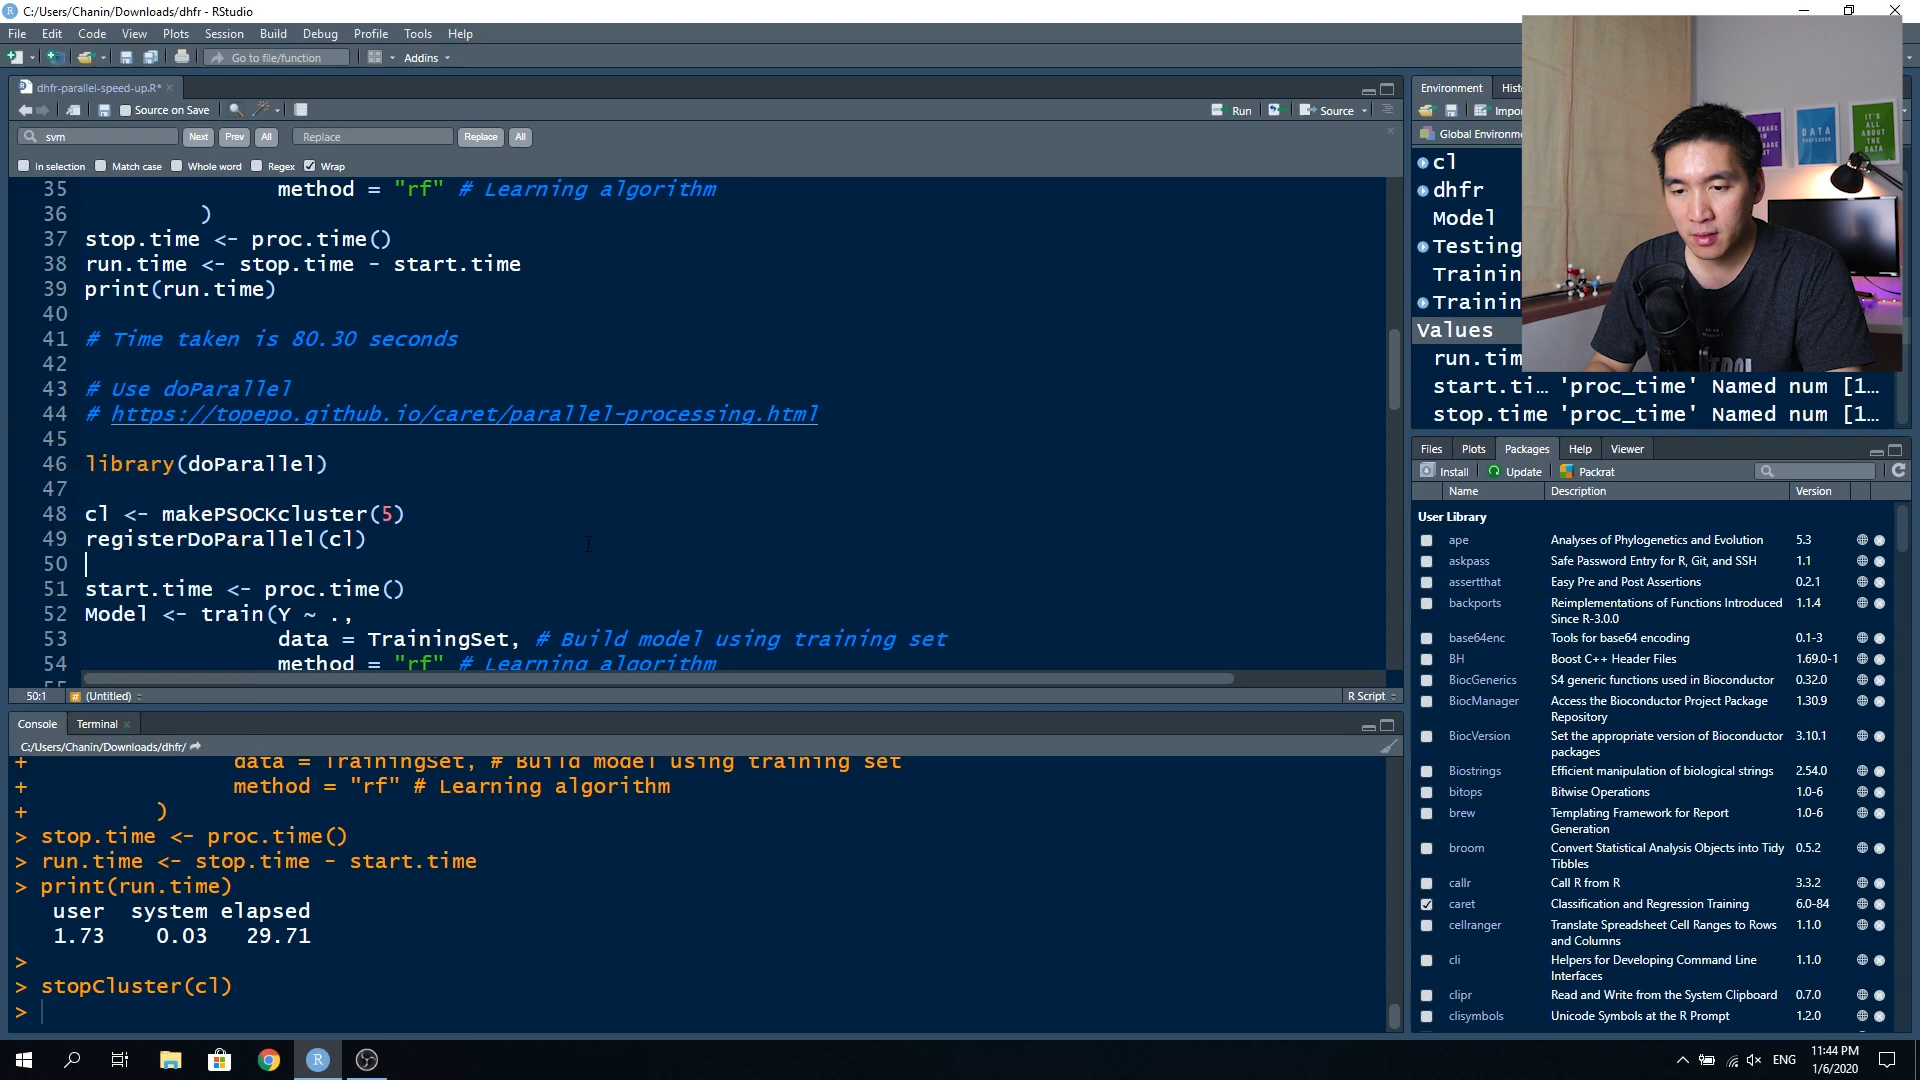 C:/Users/Chanin/Downloads/dhfr - RStudio
File Edit Code View Plots Session Build Debug Profile Tools Help
Go to file/function
Addins
dhfr-parallel-speed-up.R*
Source on Save
Run
Source
svm
Next Prev All
Replace
Replace All
In selection Match case Whole word Regex Wrap
35 method = "rf" # Learning algorithm
36 )
37 stop.time <- proc.time()
38 run.time <- stop.time - start.time
39 print(run.time)
40
41 # Time taken is 80.30 seconds
42
43 # Use doParallel
44 # https://topepo.github.io/caret/parallel-processing.html
45
46 library(doParallel)
47
48 cl <- makePSOCKcluster(5)
49 registerDoParallel(cl)
50
51 start.time <- proc.time()
52 Model <- train(Y ~ .,
53 data = TrainingSet, # Build model using training set
54 method = "rf" # Learning algorithm
50:1 (Untitled) R Script
Console Terminal
C:/Users/Chanin/Downloads/dhfr/
+ data = TrainingSet, # Build model using training set
+ method = "rf" # Learning algorithm
+ )
> stop.time <- proc.time()
> run.time <- stop.time - start.time
> print(run.time)
user system elapsed
1.73 0.03 29.71
>
> stopCluster(cl)
>
Environment Hist
Impor
Global Environme
cl
dhfr
Model
Testing
Trainin
Trainin
Values
run.tim
start.ti… 'proc_time' Named num [1…
stop.time 'proc_time' Named num [1…
DATA
IT'S ALL ABOUT THE DATA
Files Plots Packages Help Viewer
Install Update Packrat
Name Description Version
User Library
ape Analyses of Phylogenetics and Evolution 5.3
askpass Safe Password Entry for R, Git, and SSH 1.1
assertthat Easy Pre and Post Assertions 0.2.1
backports Reimplementations of Functions Introduced 1.1.4
Since R-3.0.0
base64enc Tools for base64 encoding 0.1-3
BH Boost C++ Header Files 1.69.0-1
BiocGenerics S4 generic functions used in Bioconductor 0.32.0
BiocManager Access the Bioconductor Project Package 1.30.9
Repository
BiocVersion Set the appropriate version of Bioconductor 3.10.1
packages
Biostrings Efficient manipulation of biological strings 2.54.0
bitops Bitwise Operations 1.0-6
brew Templating Framework for Report 1.0-6
Generation
broom Convert Statistical Analysis Objects into Tidy 0.5.2
Tibbles
callr Call R from R 3.3.2
caret Classification and Regression Training 6.0-84
cellranger Translate Spreadsheet Cell Ranges to Rows 1.1.0
and Columns
cli Helpers for Developing Command Line 1.1.0
Interfaces
clipr Read and Write from the System Clipboard 0.7.0
clisymbols Unicode Symbols at the R Prompt 1.2.0
ENG
11:44 PM
1/6/2020